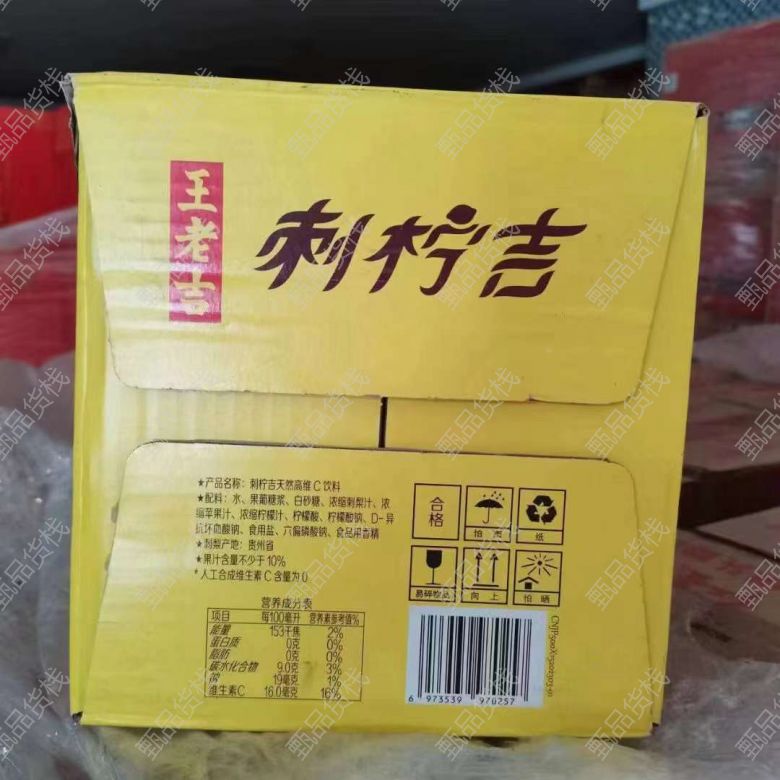 王老吉
刺柠吉
★产品名称：刺柠吉天然高维C饮料
★配料：水、果葡糖浆、白砂糖、浓缩刺梨汁、浓
缩苹果汁、浓缩柠檬汁、柠檬酸、柠檬酸钠、D-异
抗坏血酸钠、食用盐、六偏磷酸钠、食品用香精
★刺梨产地：贵州省
★果汁含量不少于10%
*人工合成维生素C含量为0
营养成分表
项目 每100毫升 营养素参考值%
能量 153千焦 2%
蛋白质 0克 0%
脂肪 0克 0%
碳水化合物 9.0克 3%
钠 19毫克 1%
维生素C 16.0毫克 16%
合格
怕雨
纸
易碎物品
向上
怕晒
6 973539 970257
甄品货栈